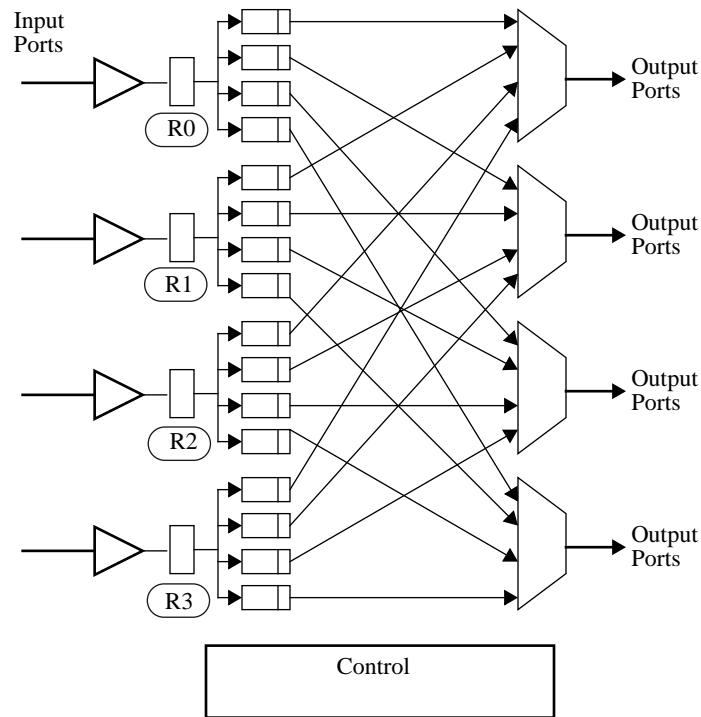 Input
Ports
Output
Ports
R0
Output
Ports
R1
Output
Ports
R2
Output
Ports
R3
Control